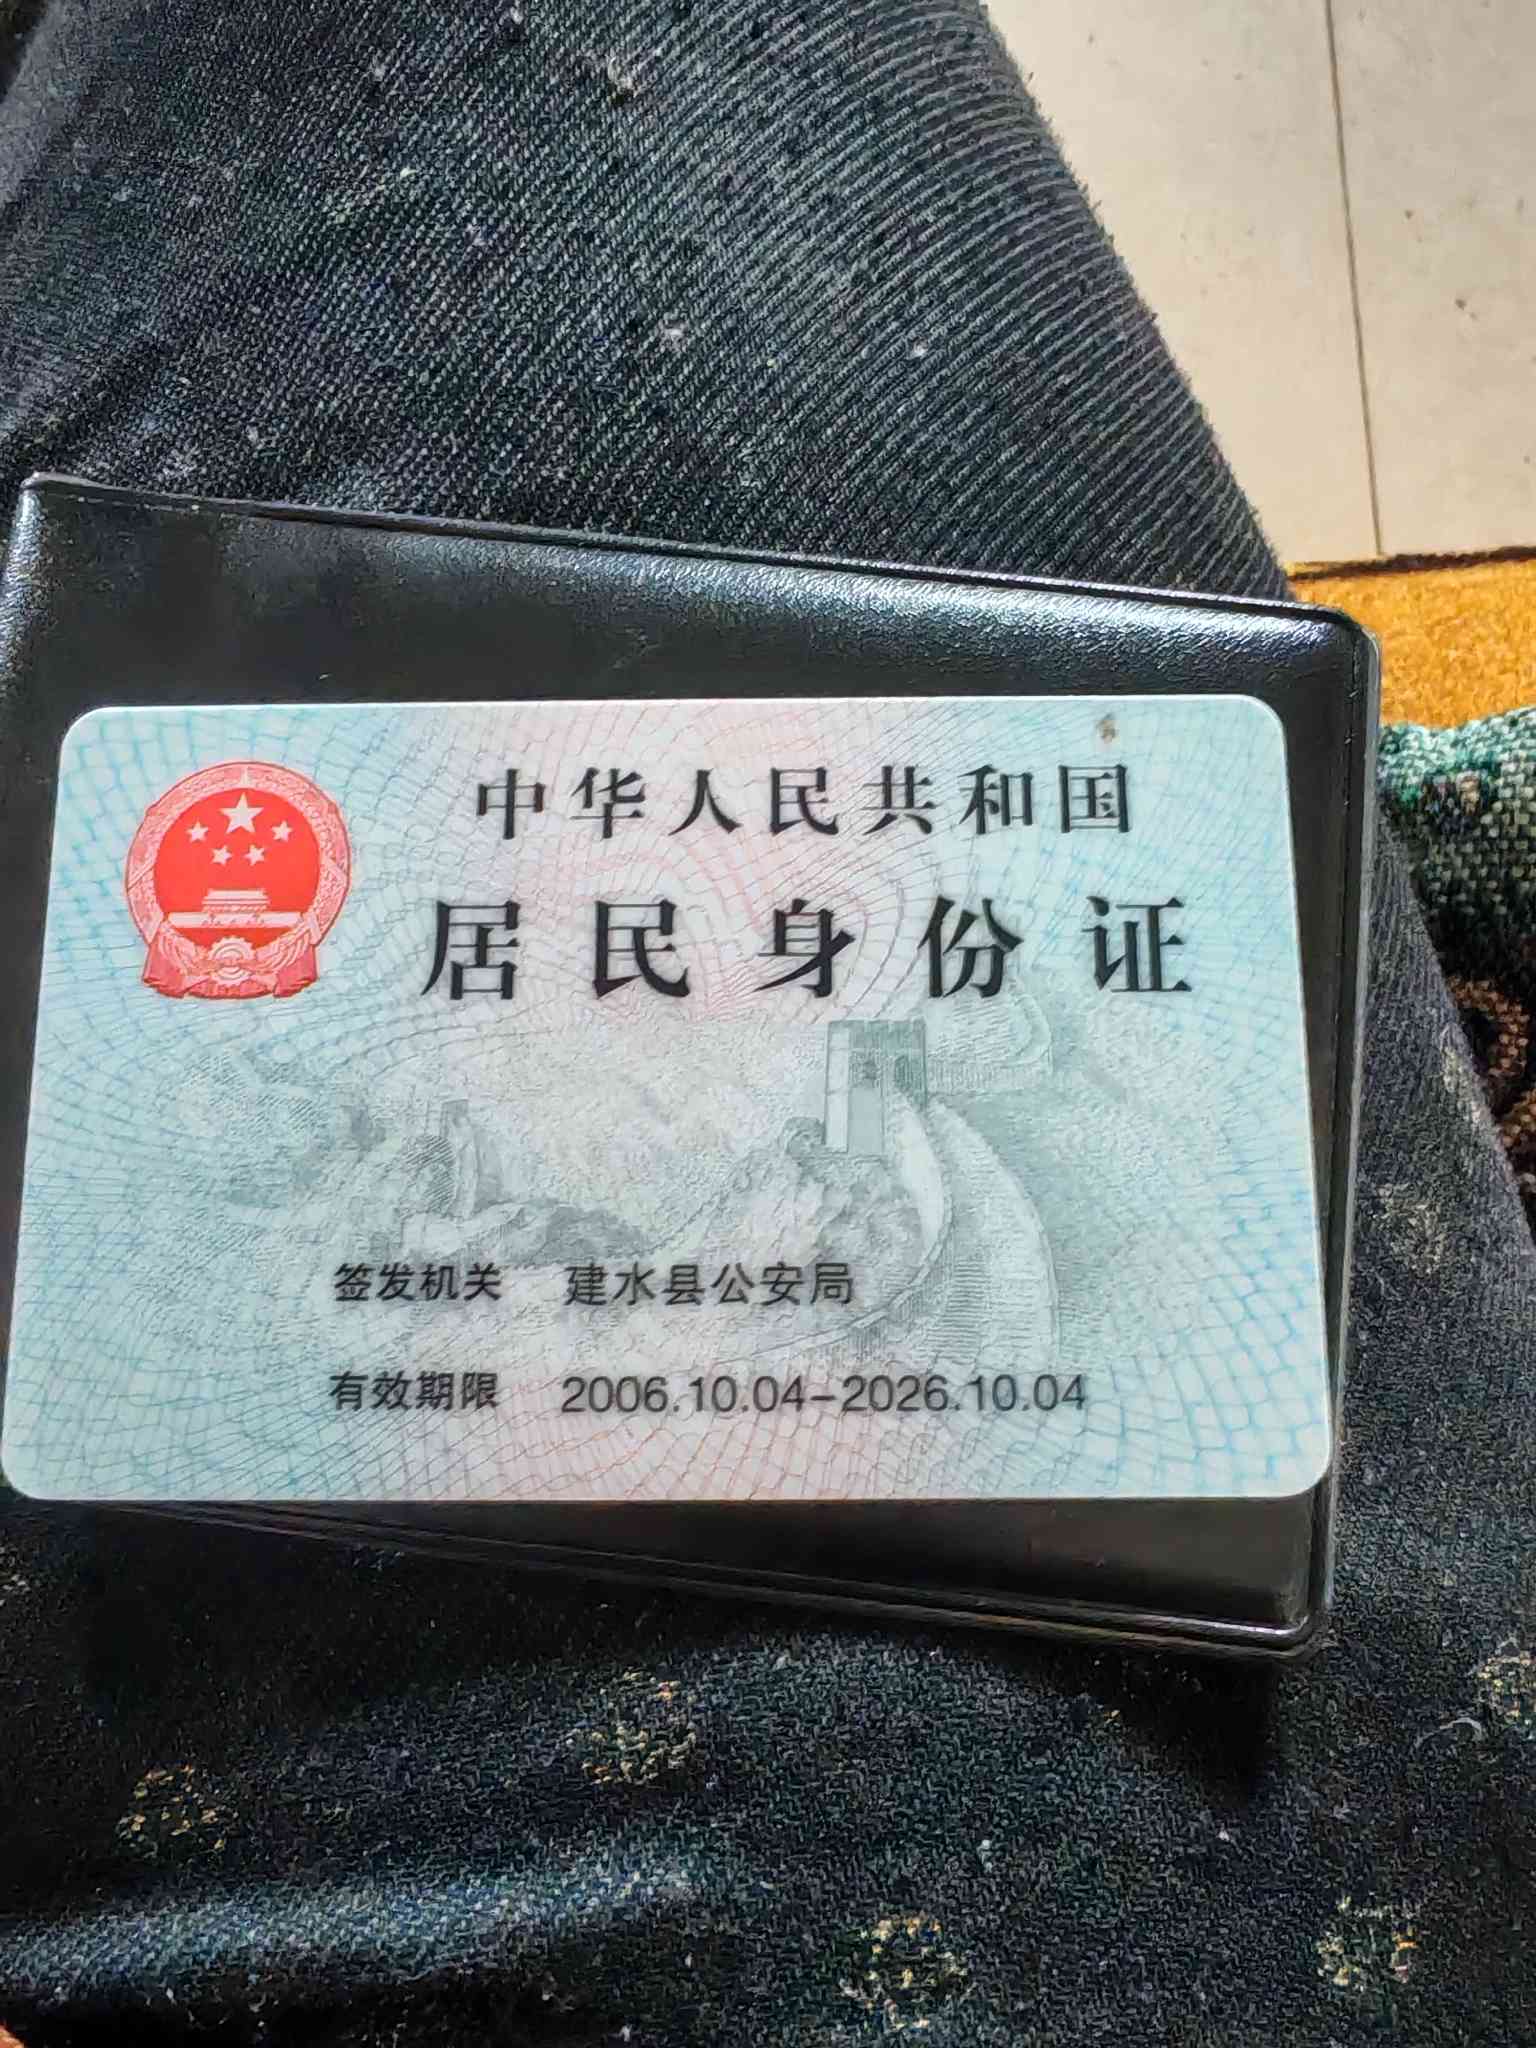 中华人民共和国
居民身份证
签发机关 建水县公安局
有效期限 2006.10.04-2026.10.04